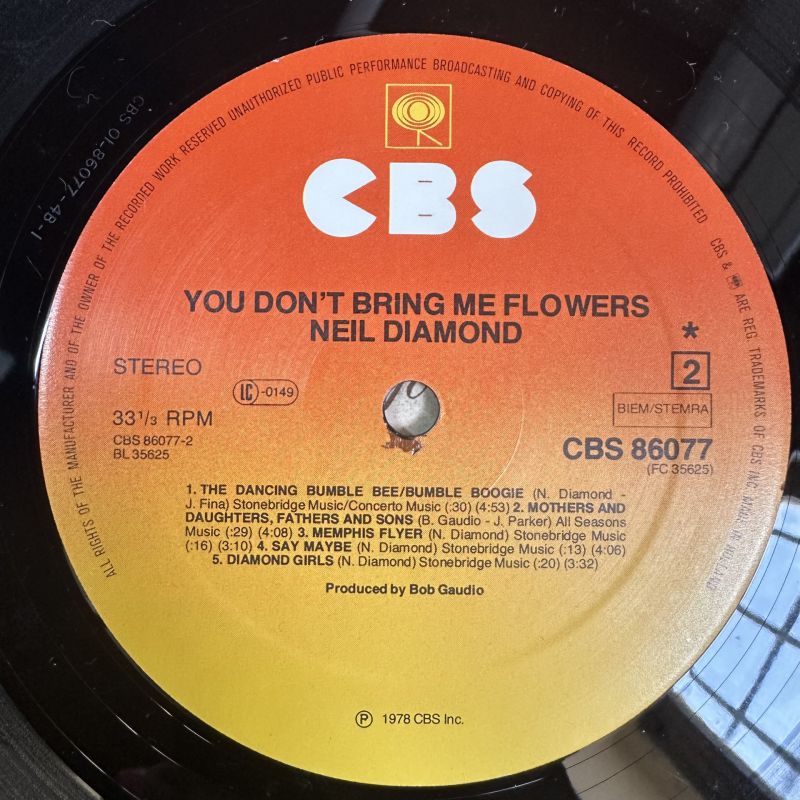 ALL RIGHTS OF THE MANUFACTURER AND OF THE OWNER OF THE RECORDED WORK RESERVED UNAUTHORIZED PUBLIC PERFORMANCE BROADCASTING AND COPYING OF THIS RECORD PROHIBITED
CBS & ARE REG. TRADEMARKS OF CBS INC. MADE IN HOLLAND
CBS 01-86077-4B-1
CBS
YOU DON'T BRING ME FLOWERS
NEIL DIAMOND
STEREO
*
2
LC-0149
BIEM/STEMRA
33 1/3 RPM
CBS 86077-2
BL 35625
CBS 86077
(FC 35625)
1. THE DANCING BUMBLE BEE/BUMBLE BOOGIE (N. Diamond -
J. Fina) Stonebridge Music/Concerto Music (:30) (4:53) 2. MOTHERS AND
DAUGHTERS, FATHERS AND SONS (B. Gaudio - J. Parker) All Seasons
Music (:29) (4:08) 3. MEMPHIS FLYER (N. Diamond) Stonebridge Music
(:16) (3:10) 4. SAY MAYBE (N. Diamond) Stonebridge Music (:13) (4:06)
5. DIAMOND GIRLS (N. Diamond) Stonebridge Music (:20) (3:32)
Produced by Bob Gaudio
Ⓟ 1978 CBS Inc.